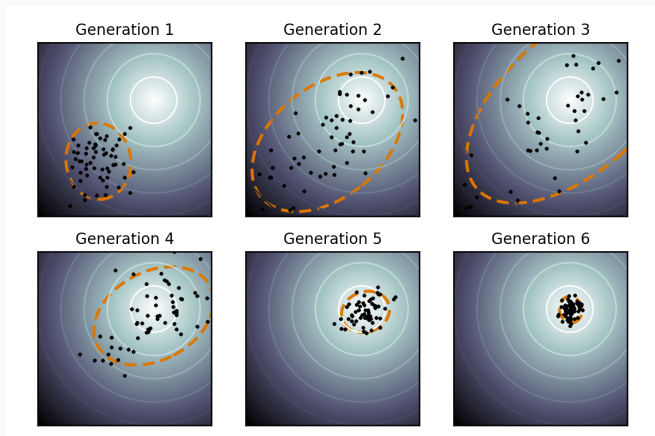 Generation 1
Generation 2
Generation 3
Generation 4
Generation 5
Generation 6